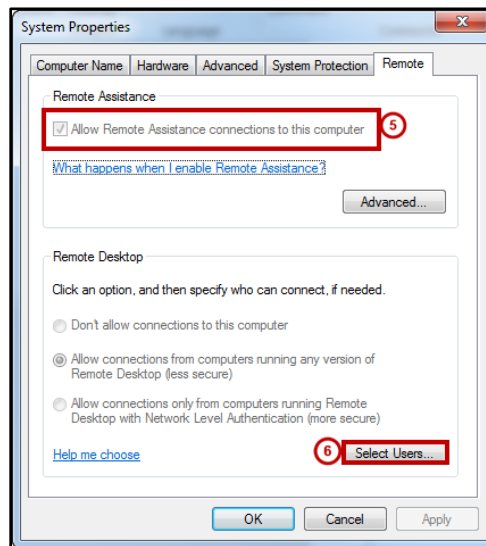 System Properties
X
Computer Name Hardware Advanced System Protection Remote
Remote Assistance
Allow Remote Assistance connections to this computer
5
What happens when I enable Remote Assistance?
Advanced...
Remote Desktop
Click an option, and then specify who can connect, if needed.
Don't allow connections to this computer
Allow connections from computers running any version of
Remote Desktop (less secure)
Allow connections only from computers running Remote
Desktop with Network Level Authentication (more secure)
Help me choose
6
Select Users...
OK Cancel Apply